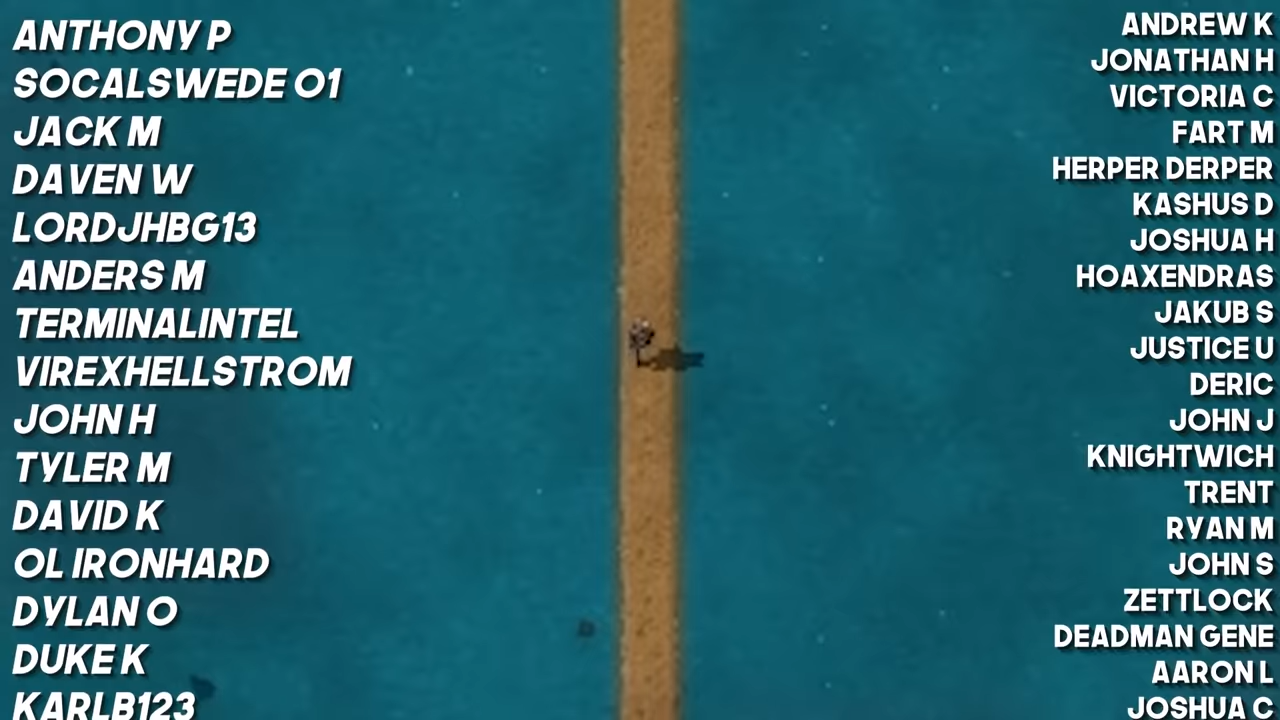 ANTHONY P
SOCALSWEDE 01
JACK M
DAVEN W
LORDJHBG13
ANDERS M
TERMINALINTEL
VIREXHELLSTROM
JOHN H
TYLER M
DAVID K
OL IRONHARD
DYLAN O
DUKE K
KARLB123
ANDREW K
JONATHAN H
VICTORIA C
FART M
HERPER DERPER
KASHUS D
JOSHUA H
HOAXENDRAS
JAKUB S
JUSTICE U
DERIC
JOHN J
KNIGHTWICH
TRENT
RYAN M
JOHN S
ZETTLOCK
DEADMAN GENE
AARON L
JOSHUA C